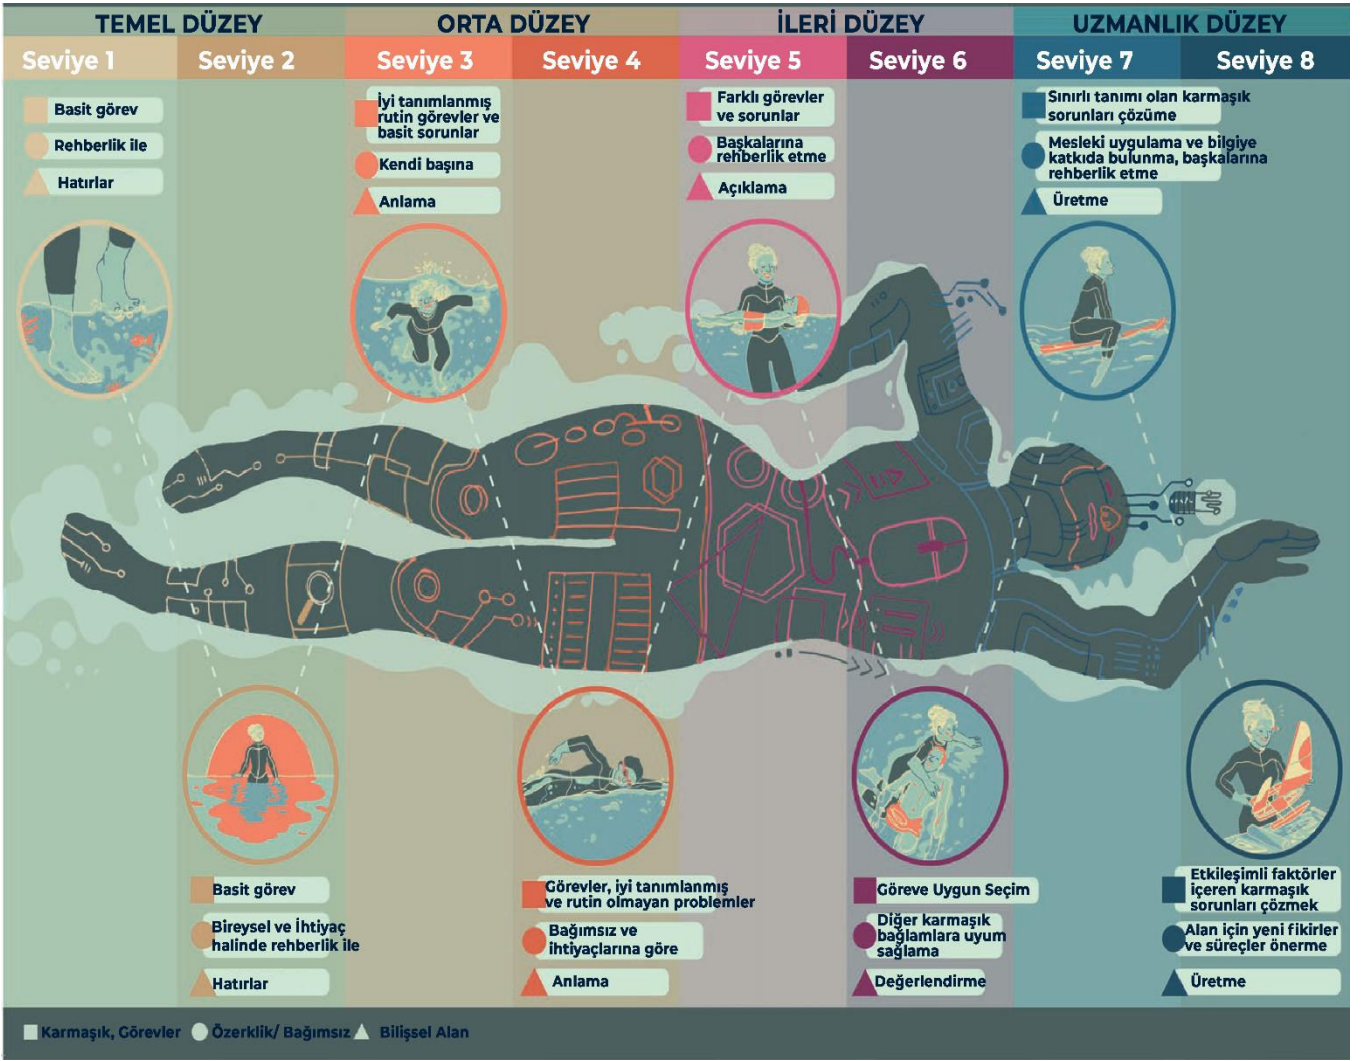 TEMEL DÜZEY
ORTA DÜZEY
İLERİ DÜZEY
UZMANLIK DÜZEY
Seviye 1
Seviye 2
Seviye 3
Seviye 4
Seviye 5
Seviye 6
Seviye 7
Seviye 8
Basit görev
Rehberlik ile
Hatırlar
İyi tanımlanmış
rutin görevler ve
basit sorunlar
Kendi başına
Anlama
Farklı görevler
ve sorunlar
Başkalarına
rehberlik etme
Açıklama
Sınırlı tanımı olan karmaşık
sorunları çözüme
Mesleki uygulama ve bilgiye
katkıda bulunma, başkalarına
rehberlik etme
Üretme
Basit görev
Bireysel ve İhtiyaç
halinde rehberlik ile
Hatırlar
Görevler, iyi tanımlanmış
ve rutin olmayan problemler
Bağımsız ve
ihtiyaçlarına göre
Anlama
Göreve Uygun Seçim
Diğer karmaşık
bağlamlara uyum
sağlama
Değerlendirme
Etkileşimli faktörler
içeren karmaşık
sorunları çözmek
Alan için yeni fikirler
ve süreçler önerme
Üretme
Karmaşık, Görevler
Özerklik/ Bağımsız
Bilişsel Alan